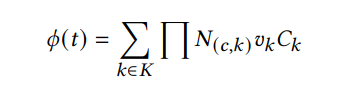 ϕ(t) = ∑_{k∈K} ∏ N_{(c,k)} v_k C_k